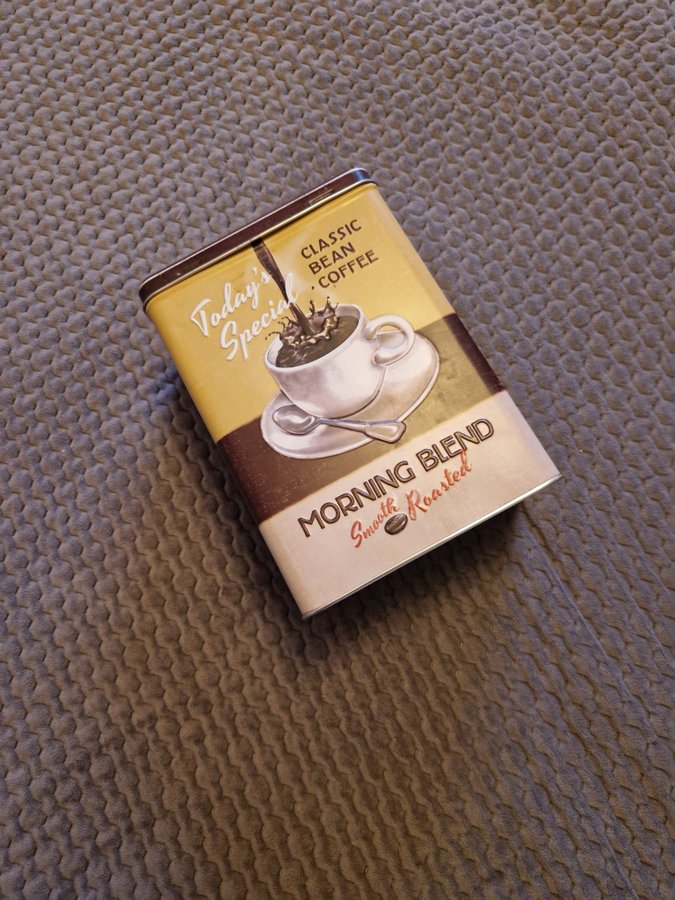 Today's
Special
CLASSIC
BEAN
COFFEE
MORNING BLEND
Smooth Roasted